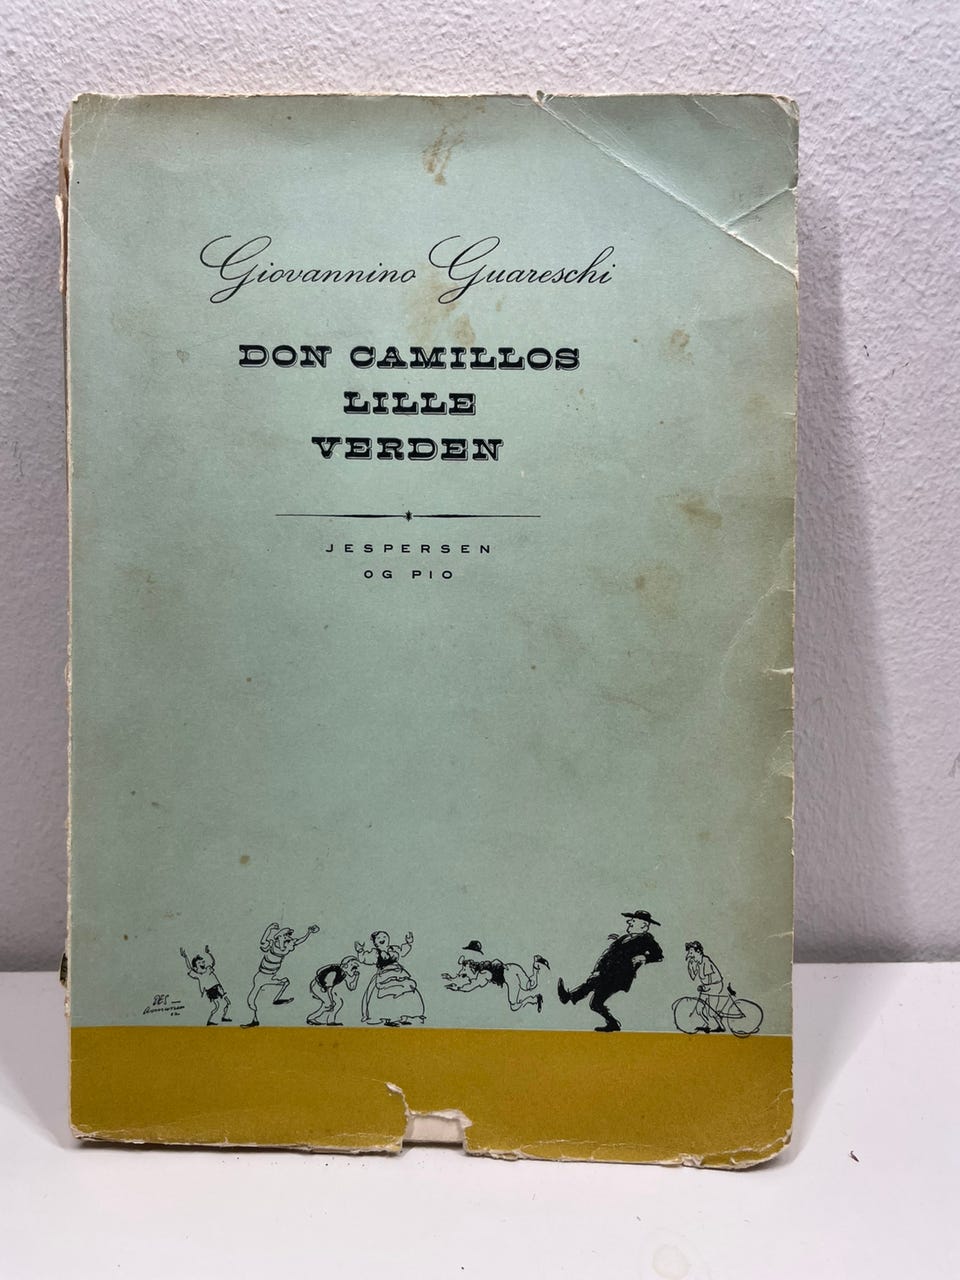 Giovannino Guareschi
DON CAMILLOS
LILLE
VERDEN
JESPERSEN
OG PIO